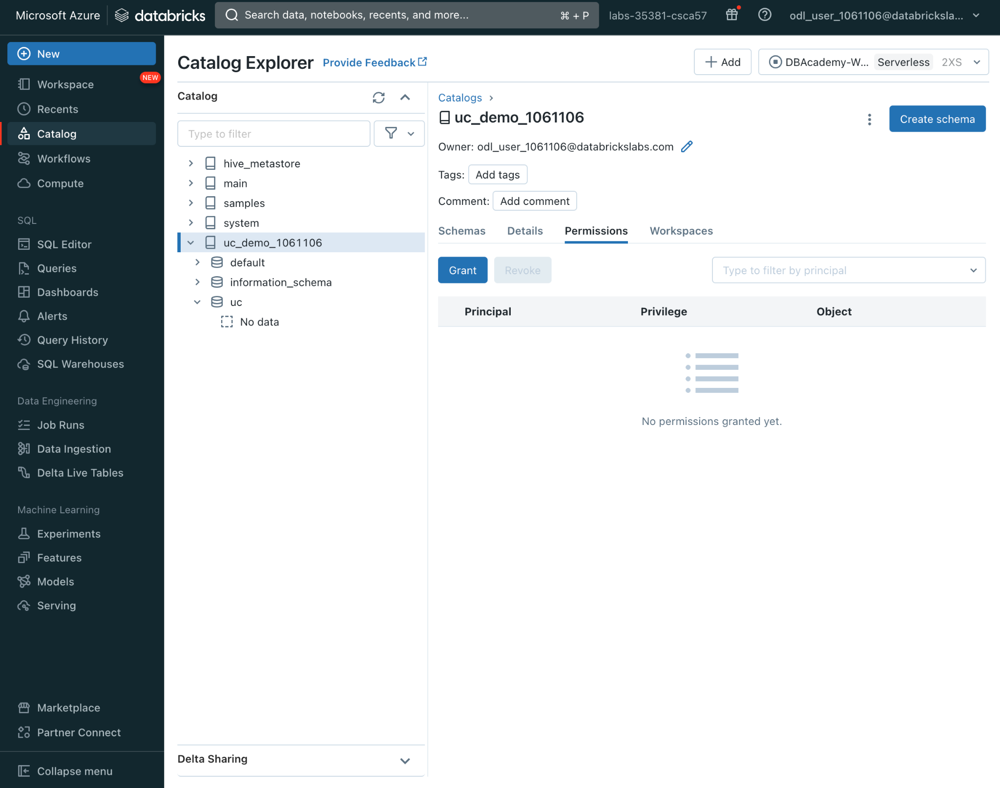 Microsoft Azure databricks Search data, notebooks, recents, and more... ⌘ + P labs-35381-csca57 odl_user_1061106@databricksla...
New
Workspace NEW
Recents
Catalog
Workflows
Compute
SQL
SQL Editor
Queries
Dashboards
Alerts
Query History
SQL Warehouses
Data Engineering
Job Runs
Data Ingestion
Delta Live Tables
Machine Learning
Experiments
Features
Models
Serving
Marketplace
Partner Connect
Collapse menu
Catalog Explorer Provide Feedback
Add DBAcademy-W... Serverless 2XS
Catalog
Type to filter
hive_metastore
main
samples
system
uc_demo_1061106
default
information_schema
uc
No data
Delta Sharing
Catalogs
uc_demo_1061106
Create schema
Owner: odl_user_1061106@databrickslabs.com
Tags: Add tags
Comment: Add comment
Schemas Details Permissions Workspaces
Grant Revoke Type to filter by principal
Principal Privilege Object
No permissions granted yet.